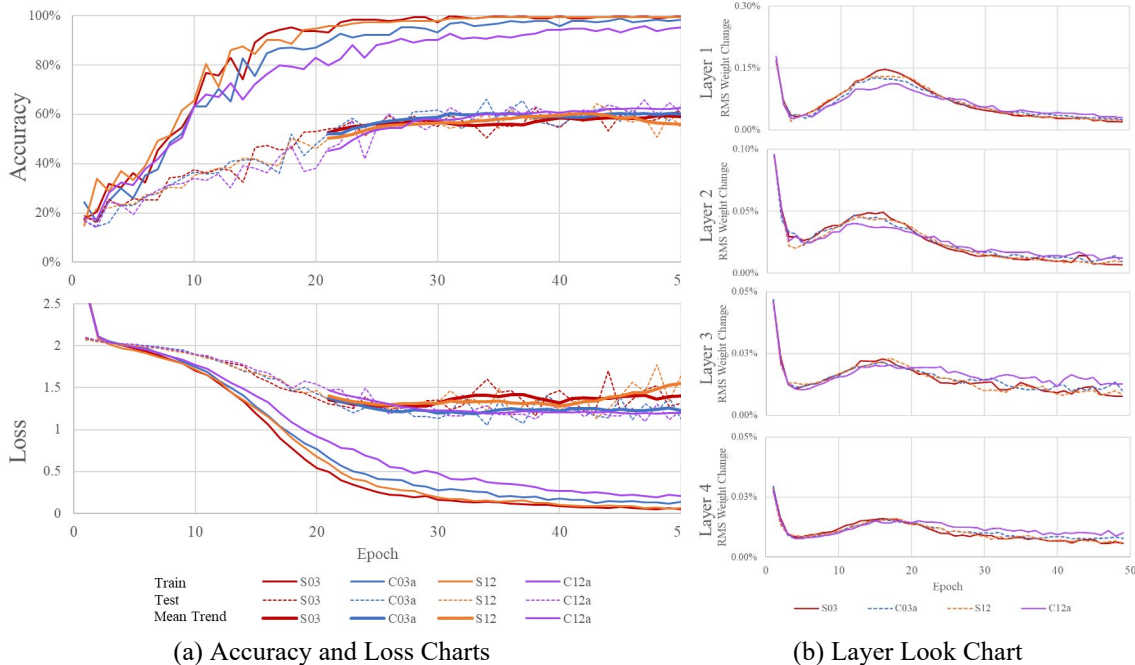 Accuracy
100%
80%
60%
40%
20%
0%
0 10 20 30 40 5
Loss
2.5
2
1.5
1
0.5
0
0 10 20 30 40 5
Epoch
Train S03 C03a S12 C12a
Test S03 C03a S12 C12a
Mean Trend S03 C03a S12 C12a
(a) Accuracy and Loss Charts
Layer 1
RMS Weight Change
0.15%
0.00%
Layer 2
RMS Weight Change
0.10%
0.05%
0.00%
Layer 3
RMS Weight Change
0.05%
0.03%
0.00%
Layer 4
RMS Weight Change
0.05%
0.03%
0.00%
0 10 20 30 40 50
Epoch
S03 C03a S12 C12a
(b) Layer Look Chart